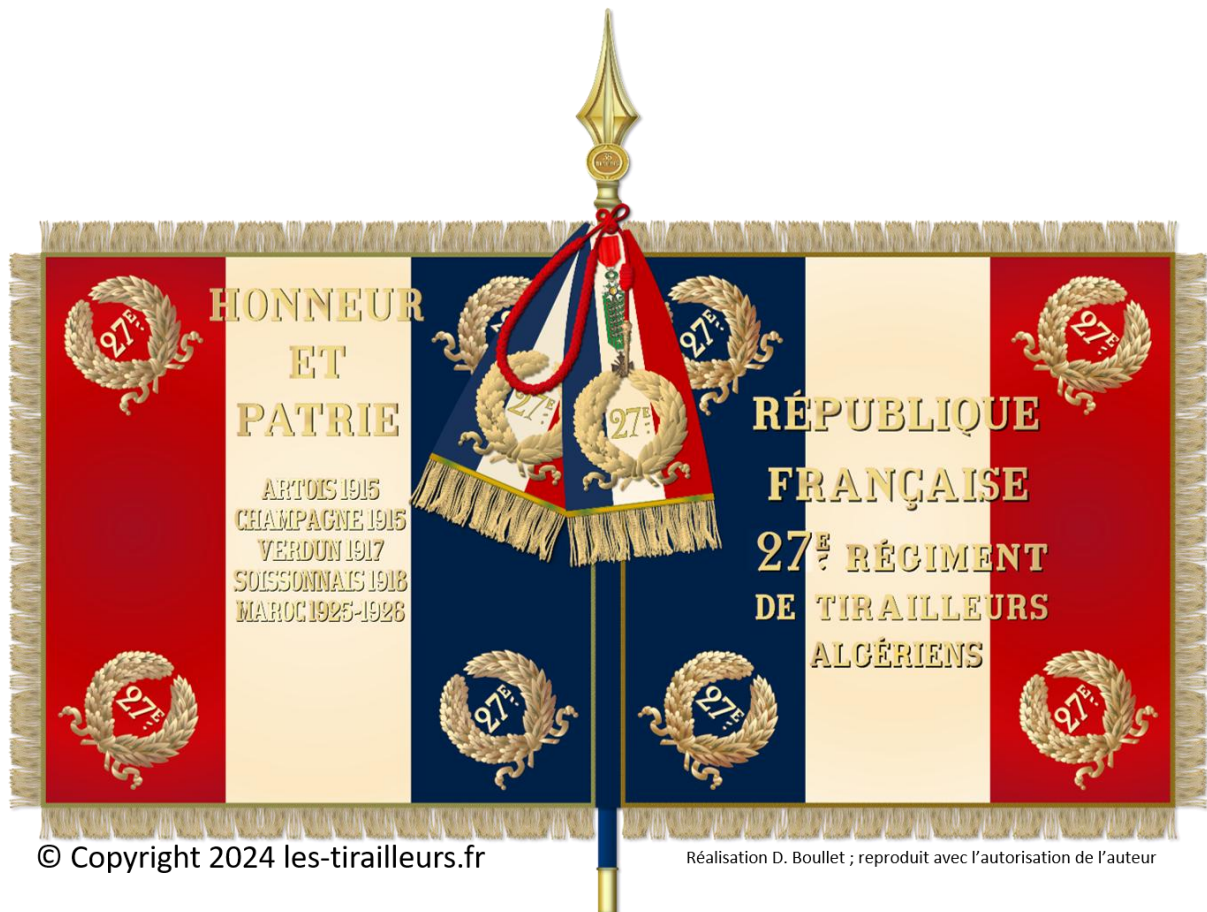 HONNEUR
ET
PATRIE
ARTOIS 1915
CHAMPAGNE 1915
VERDUN 1917
SOISSONNAIS 1918
MAROC 1925-1926
RÉPUBLIQUE
FRANÇAISE
27E RÉGIMENT
DE TIRAILLEURS
ALGÉRIENS
27E
27E
27E
27E
27E
27E
27E
27E
27E
© Copyright 2024 les-tirailleurs.fr
Réalisation D. Boullet ; reproduit avec l’autorisation de l’auteur